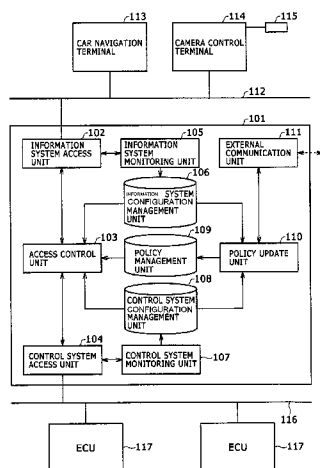 113
CAR NAVIGATION
TERMINAL
114
CAMERA CONTROL
TERMINAL
115
112
101
102
INFORMATION
SYSTEM ACCESS
UNIT
105
INFORMATION
SYSTEM
MONITORING UNIT
111
EXTERNAL
COMMUNICATION
UNIT
106
INFORMATION SYSTEM
CONFIGURATION
MANAGEMENT
UNIT
103
ACCESS CONTROL
UNIT
109
POLICY
MANAGEMENT
UNIT
110
POLICY UPDATE
UNIT
108
CONTROL SYSTEM
CONFIGURATION
MANAGEMENT
UNIT
104
CONTROL SYSTEM
ACCESS UNIT
CONTROL SYSTEM
MONITORING UNIT
107
116
ECU
117
ECU
117